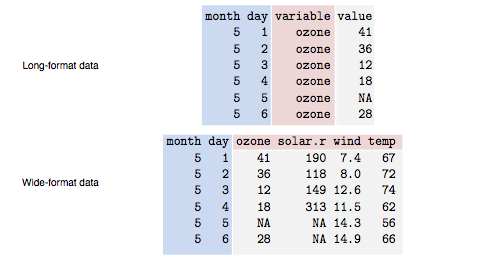 month day variable value
5 1 ozone 41
5 2 ozone 36
Long-format data
5 3 ozone 12
5 4 ozone 18
5 5 ozone NA
5 6 ozone 28
month day ozone solar.r wind temp
5 1 41 190 7.4 67
5 2 36 118 8.0 72
Wide-format data
5 3 12 149 12.6 74
5 4 18 313 11.5 62
5 5 NA NA 14.3 56
5 6 28 NA 14.9 66